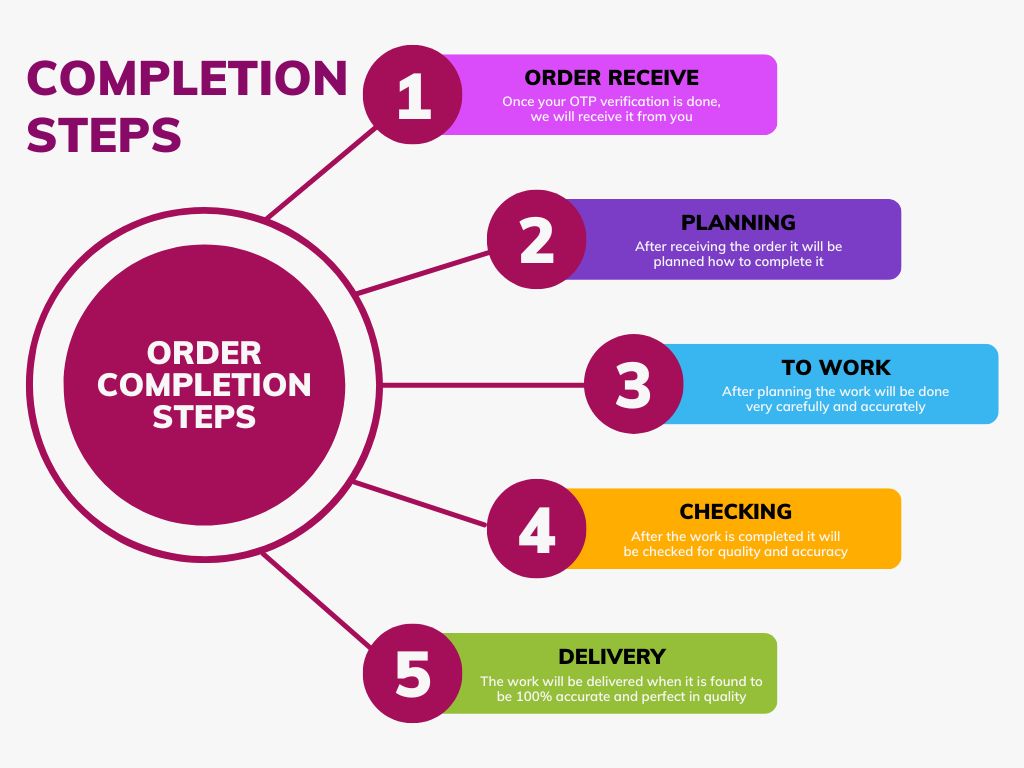 COMPLETION
STEPS
ORDER
COMPLETION
STEPS
1
ORDER RECEIVE
Once your OTP verification is done,
we will receive it from you
2
PLANNING
After receiving the order it will be
planned how to complete it
3
TO WORK
After planning the work will be done
very carefully and accurately
4
CHECKING
After the work is completed it will
be checked for quality and accuracy
5
DELIVERY
The work will be delivered when it is found to
be 100% accurate and perfect in quality